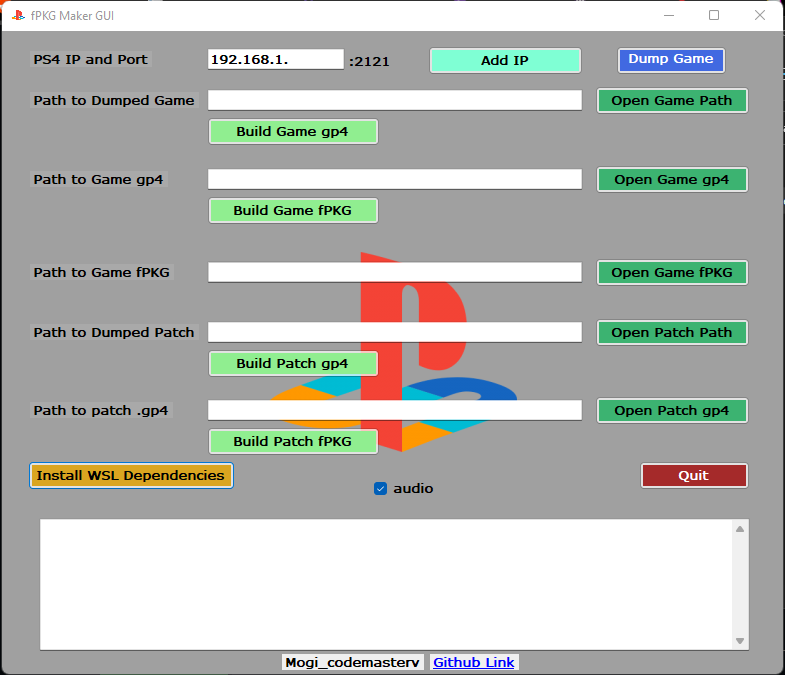 fPKG Maker GUI
PS4 IP and Port 192.168.1. :2121 Add IP Dump Game
Path to Dumped Game Open Game Path
Build Game gp4
Path to Game gp4 Open Game gp4
Build Game fPKG
Path to Game fPKG Open Game fPKG
Path to Dumped Patch Open Patch Path
Build Patch gp4
Path to patch .gp4 Open Patch gp4
Build Patch fPKG
Install WSL Dependencies audio Quit
Mogi_codemasterv Github Link